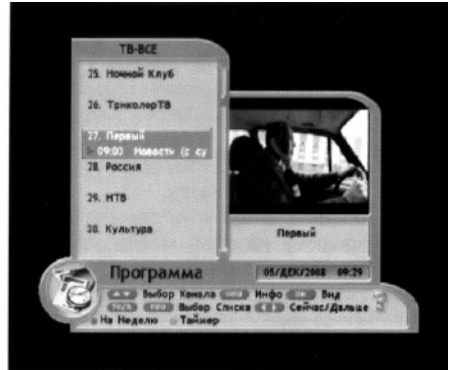 ТВ-ВСЕ
25. Ночной Клуб
26. ТриколорТВ
27. Первый
09:00 Новости (с су
28. Россия
29. НТВ
30. Культура
Первый
Программа
05/ДЕК/2008 09:29
Выбор Канала Инфо Вид
Выбор Списка Сейчас/Дальше
На Неделю Таймер